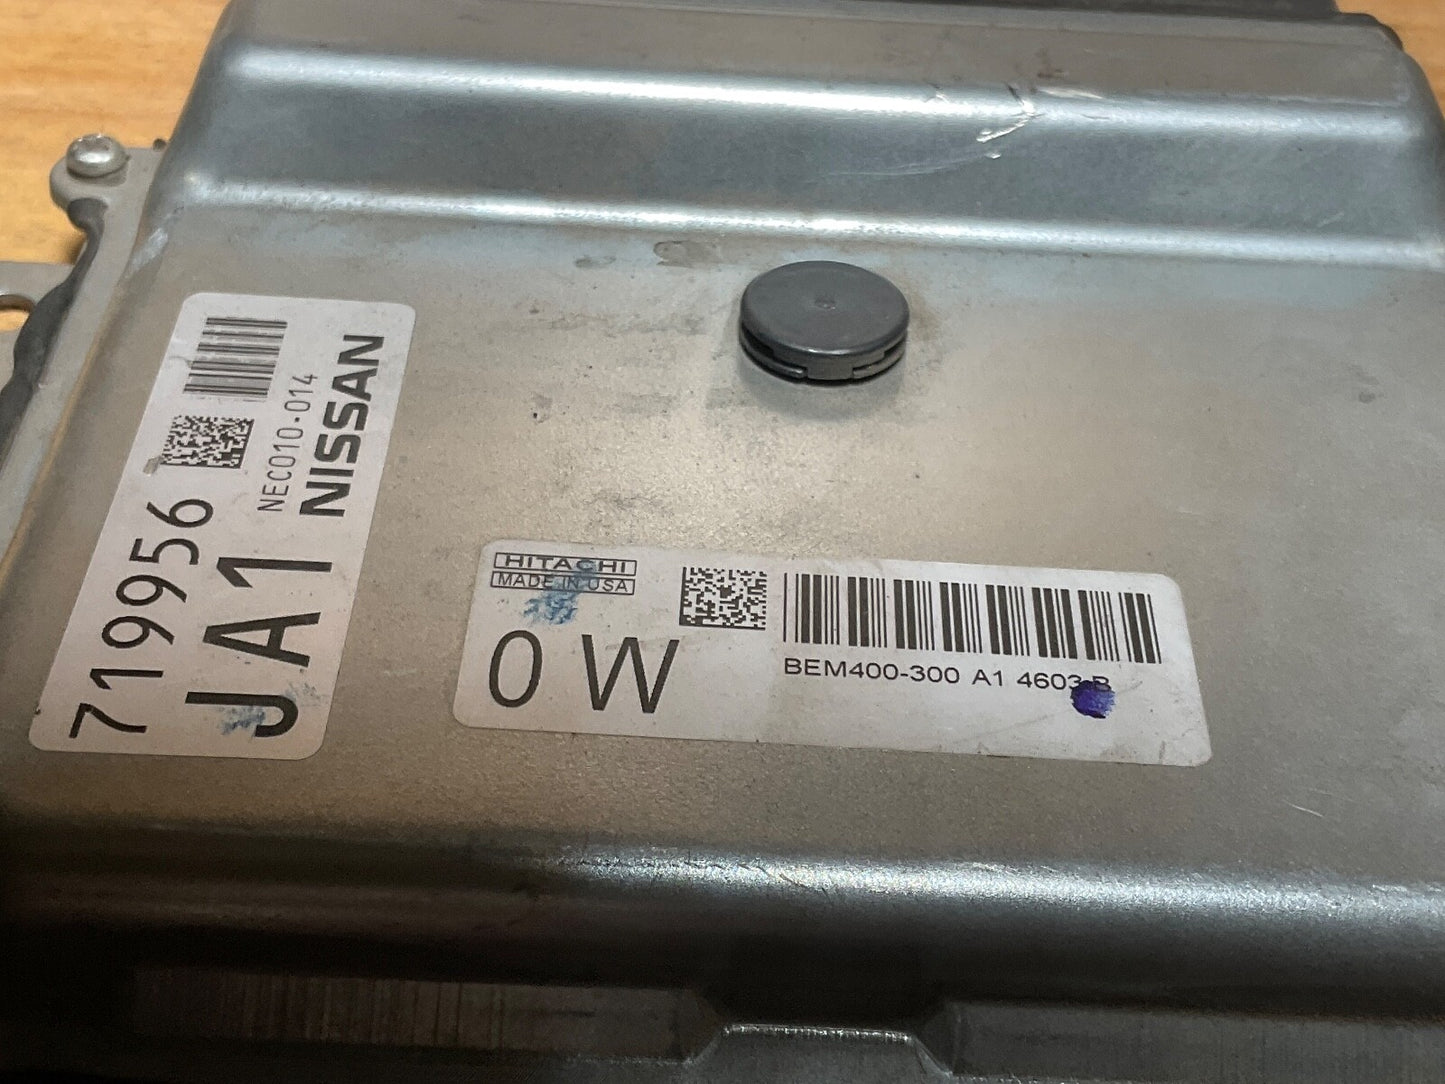 719956
JA1
NEC010-014
NISSAN
HITACHI
MADE IN USA
0 W
BEM400-300 A1 4603 B